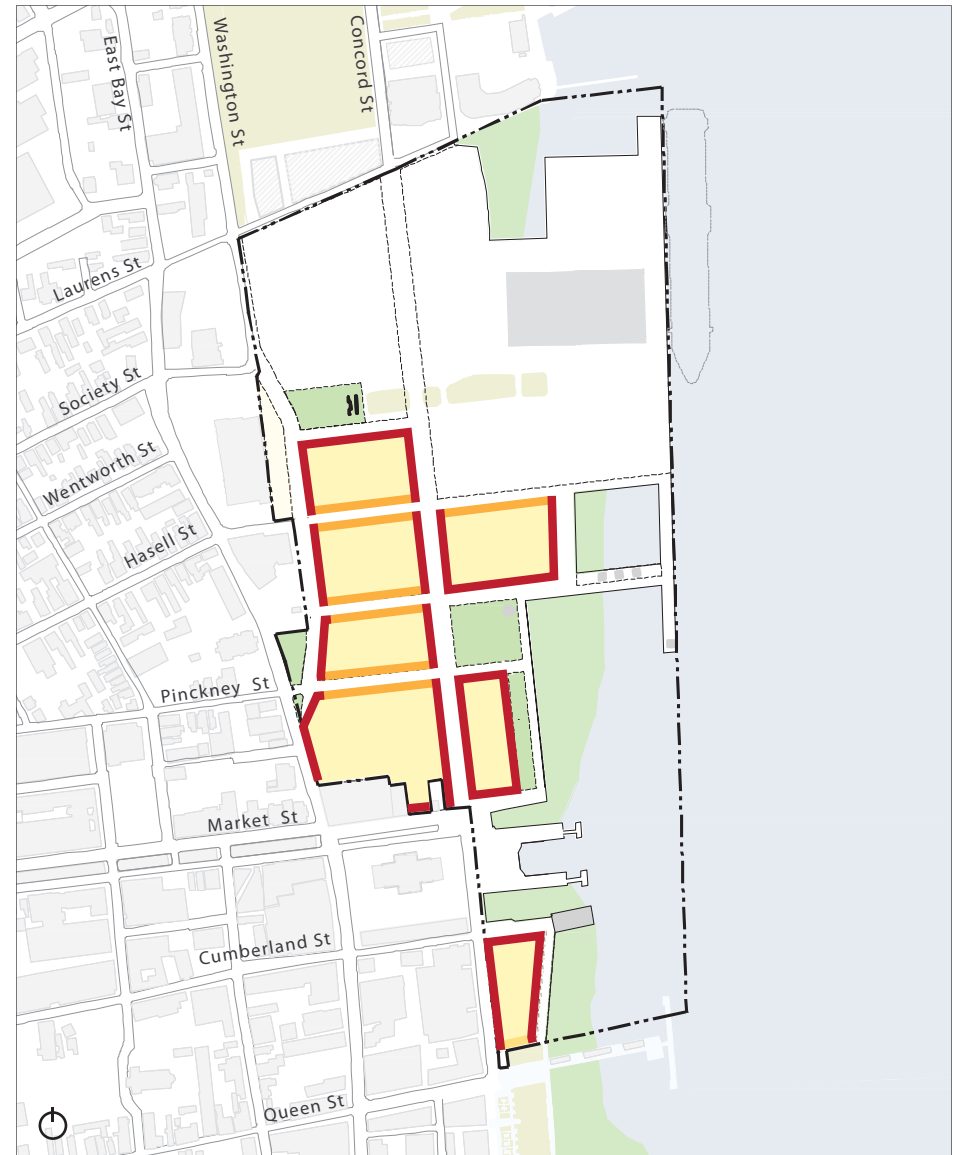 East Bay St
Washington St
Concord St
Laurens St
Society St
Wentworth St
Hasell St
Pinckney St
Market St
Cumberland St
Queen St